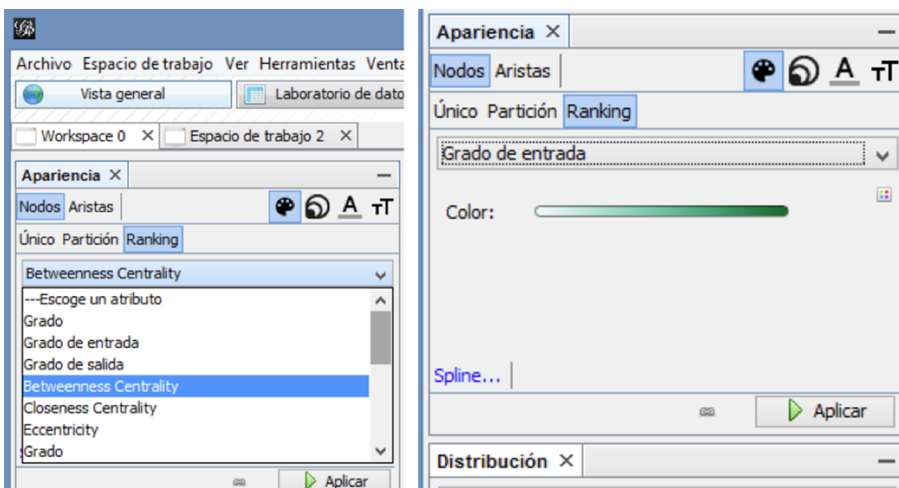 Archivo Espacio de trabajo Ver Herramientas Venta
Vista general Laboratorio de dato
Workspace 0 X Espacio de trabajo 2 X
Apariencia X
Nodos Aristas A TT
Único Partición Ranking
Betweenness Centrality
---Escoge un atributo
Grado
Grado de entrada
Grado de salida
Betweenness Centrality
Closeness Centrality
Eccentricity
Grado
Aplicar
Apariencia X
Nodos Aristas A TT
Único Partición Ranking
Grado de entrada
Color:
Spline...
Aplicar
Distribución X